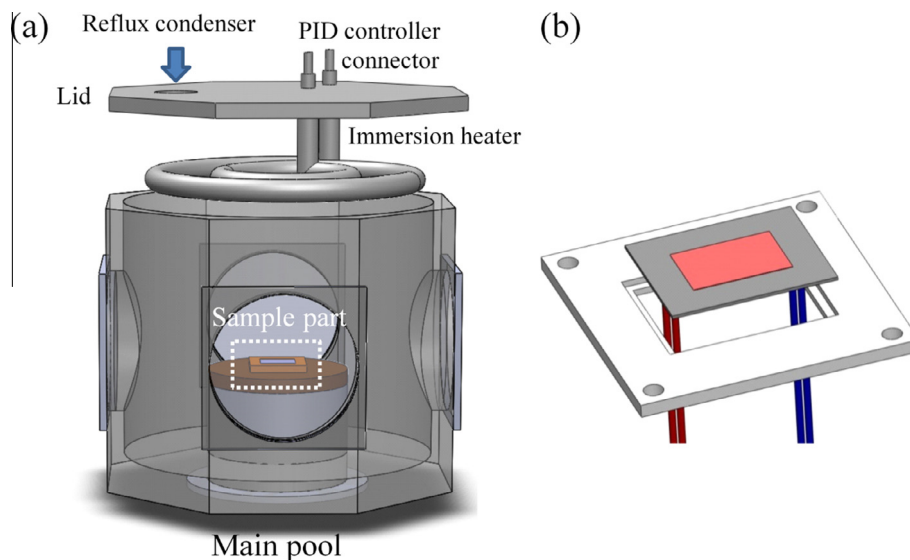 (a)
Reflux condenser
PID controller
connector
Lid
Immersion heater
Sample part
Main pool
(b)